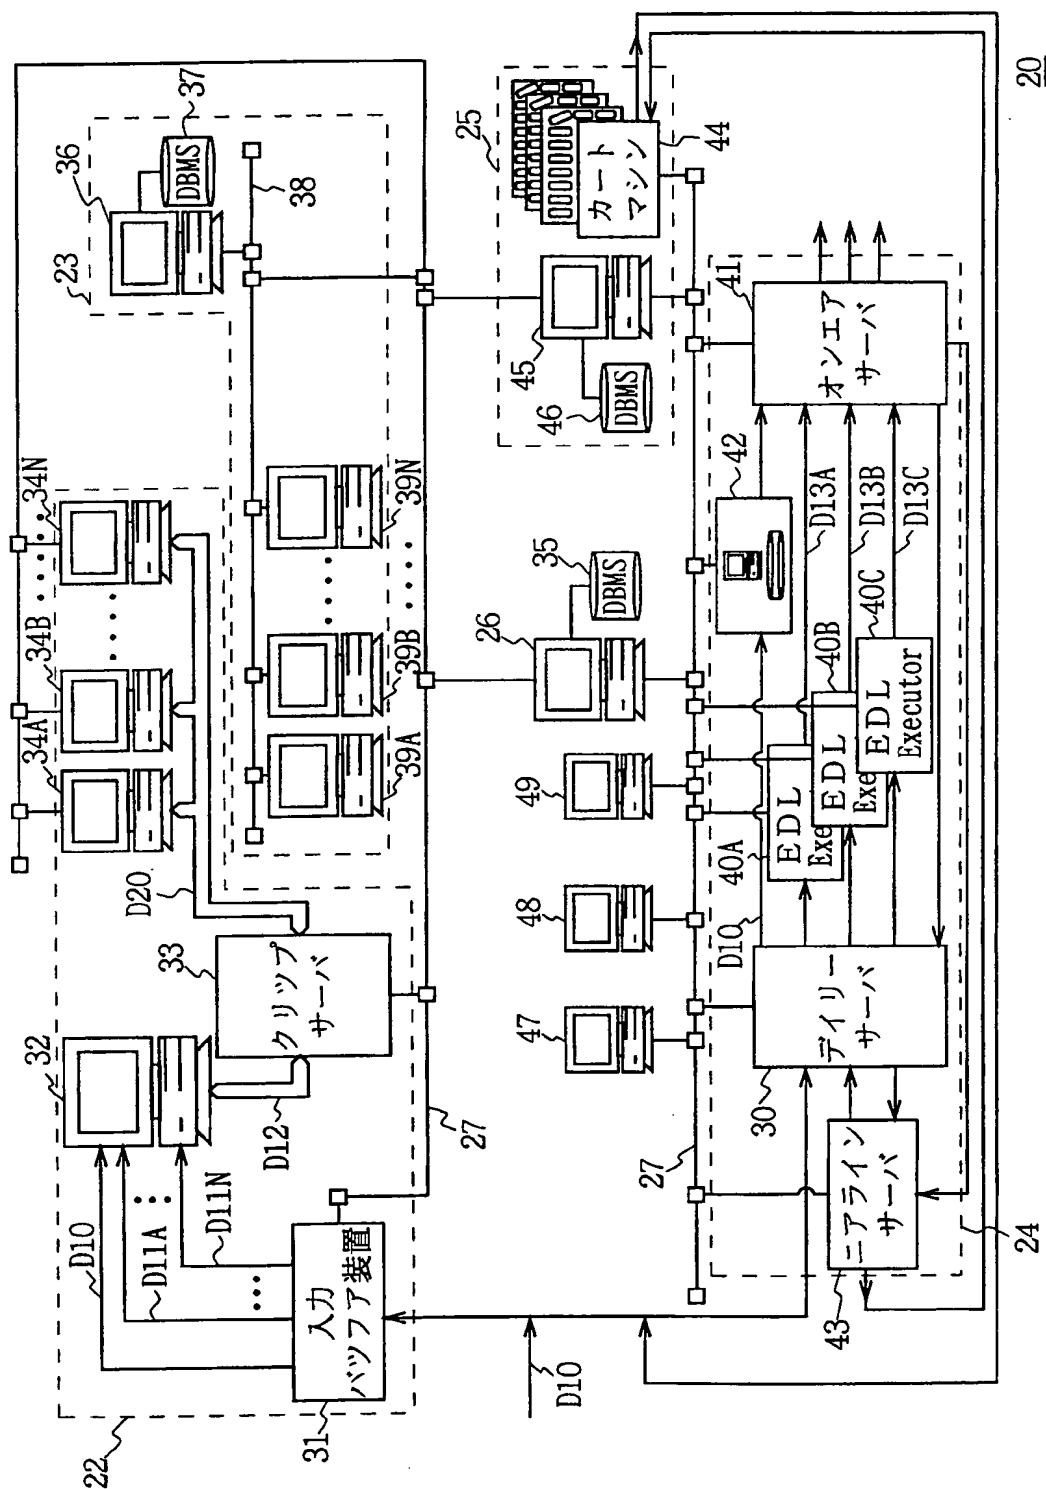 20
22
D10
D11A
D11N
31
入力
バツフア装置
32
D12
33
クリツプ
サーバ
D20
34A
34B
34N
23
36
DBMS
37
38
39A
39B
39N
27
D10
47
48
49
26
DBMS
35
25
45
46
DBMS
カート
マシン
44
27
24
43
ニアライン
サーバ
30
デイリー
サーバ
D10
40A
EDL
Exe
40B
EDL
Exe
40C
EDL
Executor
42
D13A
D13B
D13C
41
オンエア
サーバ